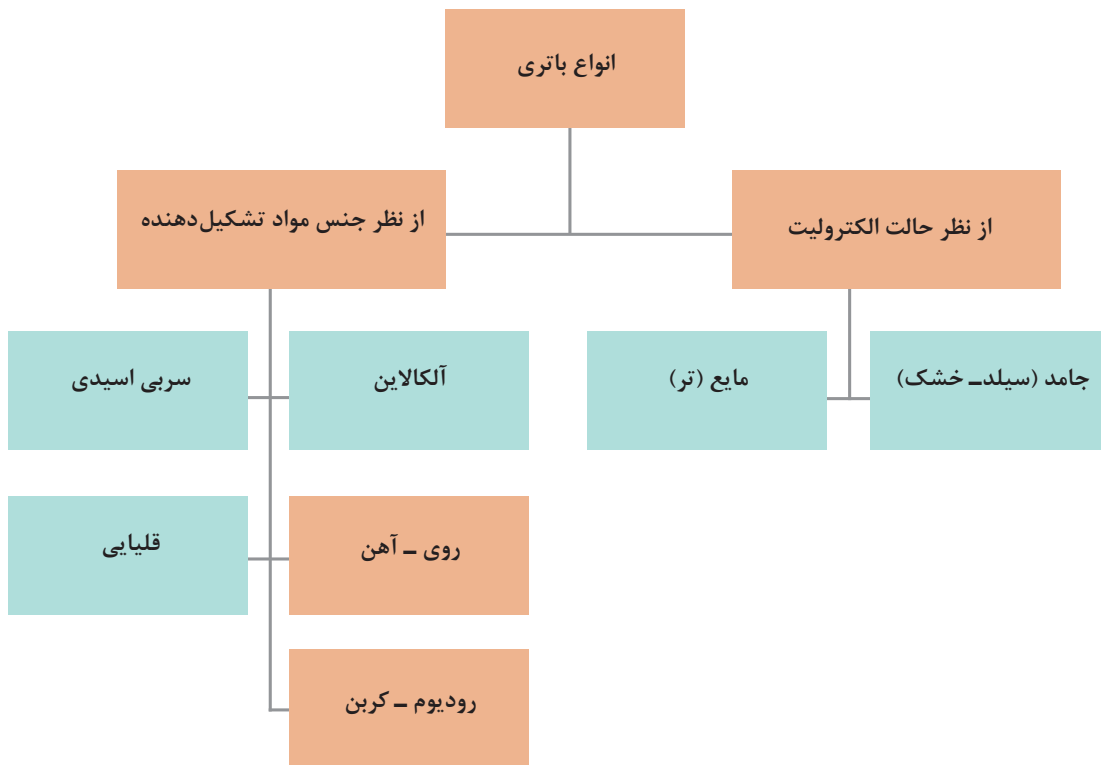 انواع باتری
از نظر حالت الکترولیت
از نظر جنس مواد تشکیل‌دهنده
جامد (سیلدـ خشک)
مایع (تر)
آلکالاین
سربی اسیدی
روی ـ آهن
قلیایی
رودیوم ـ کربن